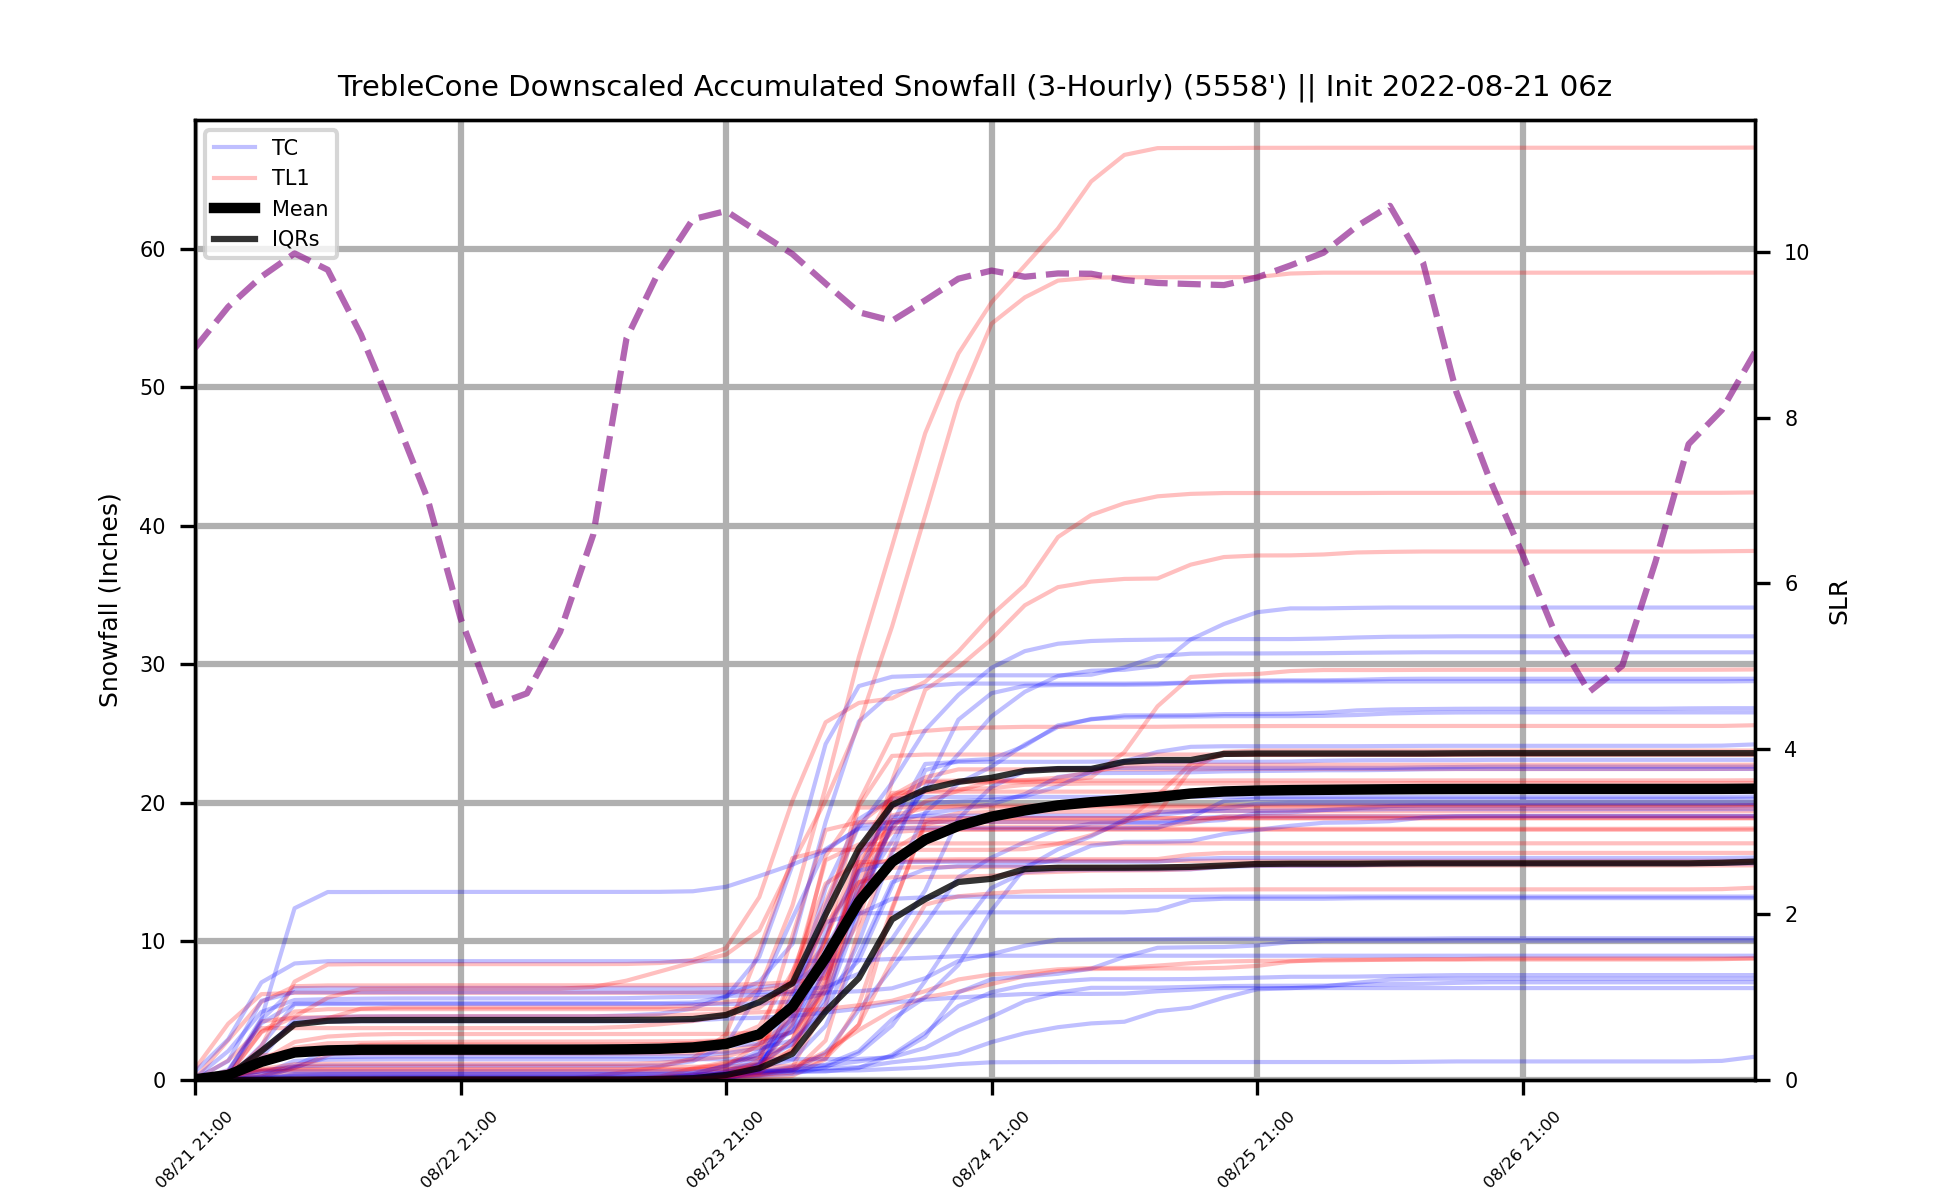 TrebleCone Downscaled Accumulated Snowfall (3-Hourly) (5558') || Init 2022-08-21 06z
TC
TL1
Mean
IQRs
Snowfall (Inches)
60
50
40
30
20
10
0
10
8
6
4
2
0
SLR
08/21 21:00
08/22 21:00
08/23 21:00
08/24 21:00
08/25 21:00
08/26 21:00